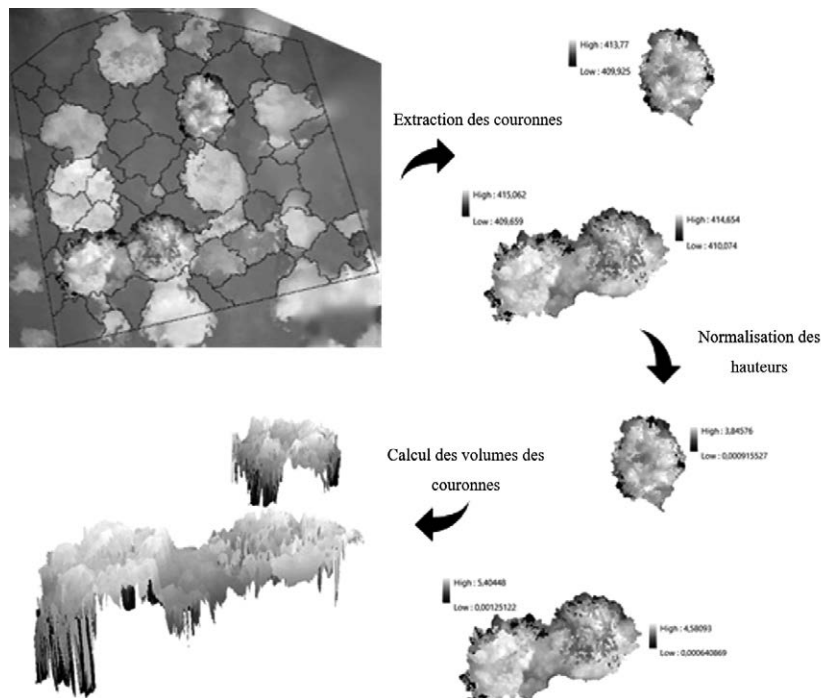 High : 413,77
Low : 409,925
Extraction des couronnes
High : 415,062
Low : 409,659
High : 414,654
Low : 410,074
Normalisation des
hauteurs
High : 3,84576
Low : 0,000915527
Calcul des volumes des
couronnes
High : 5,40448
Low : 0,00125122
High : 4,58093
Low : 0,000640869